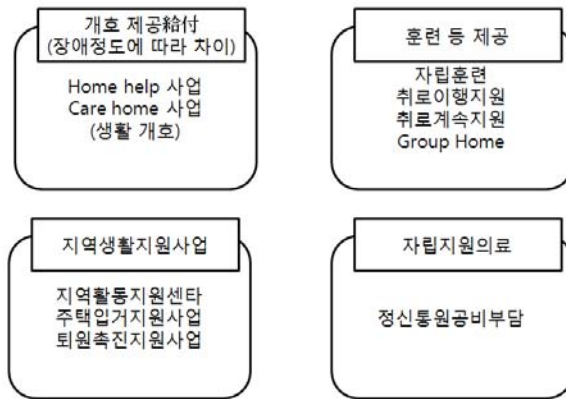 개호 제공給付
(장애정도에 따라 차이)
Home help 사업
Care home 사업
(생활 개호)
훈련 등 제공
자립훈련
취로이행지원
취로계속지원
Group Home
지역생활지원사업
지역활동지원센타
주택입거지원사업
퇴원촉진지원사업
자립지원의료
정신통원공비부담